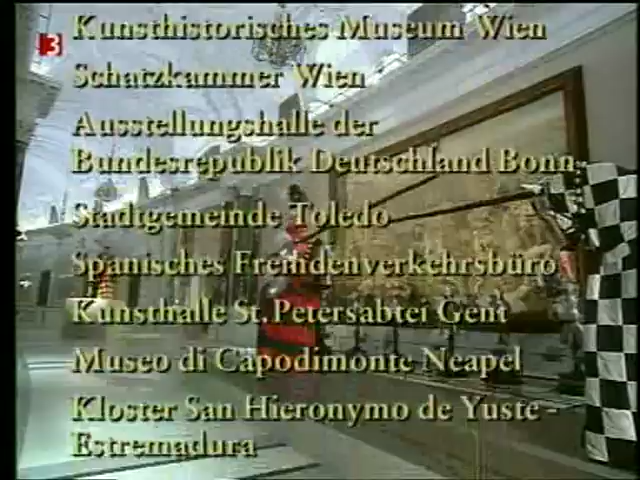 Kunsthistorisches Museum Wien
3
Schatzkammer Wien
Ausstellungshalle der
Bundesrepublik Deutschland Bonn
Stadtgemeinde Toledo
Spanisches Fremdenverkehrsbüro
Kunsthalle St. Petersabtei Gent
Museo di Capodimonte Neapel
Kloster San Hieronymo de Yuste -
Estremadura